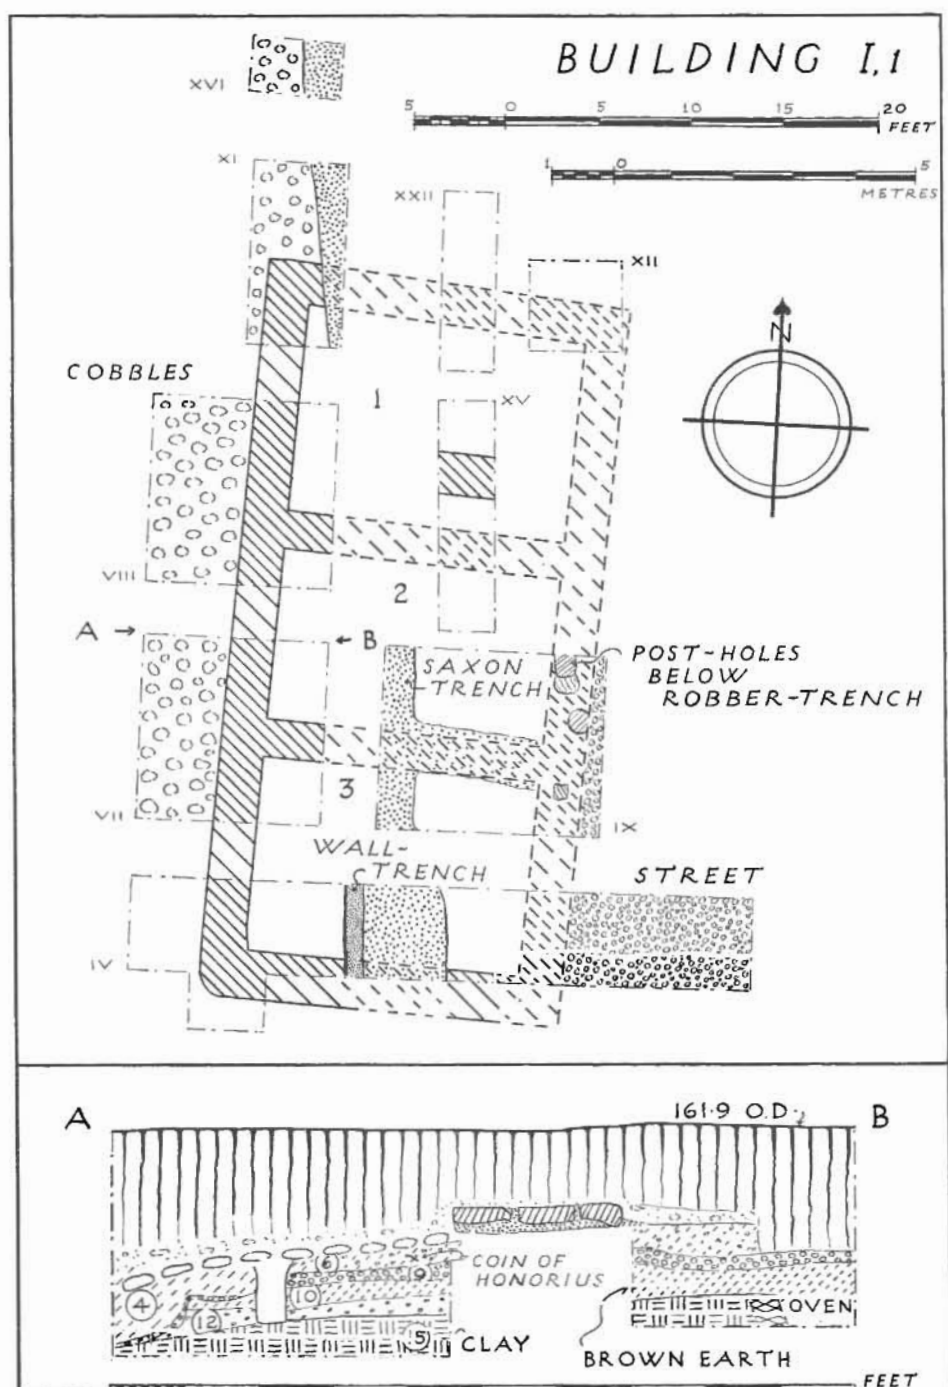 BUILDING I,1
XVI
5 0 5 10 15 20
FEET
XI
1 0 5
METRES
XXII
XII
N
COBBLES
1
XV
VIII
2
A
B
SAXON
TRENCH
POST-HOLES
BELOW
ROBBER-TRENCH
3
VII
IX
WALL-
TRENCH
STREET
IV
A
161·9 O.D.
B
6
COIN OF
HONORIUS
9
4
10
12
5
CLAY
OVEN
BROWN EARTH
FEET